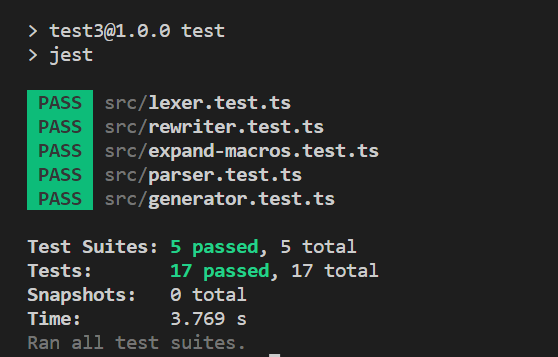 > test3@1.0.0 test
> jest
PASS src/lexer.test.ts
PASS src/rewriter.test.ts
PASS src/expand-macros.test.ts
PASS src/parser.test.ts
PASS src/generator.test.ts
Test Suites: 5 passed, 5 total
Tests: 17 passed, 17 total
Snapshots: 0 total
Time: 3.769 s
Ran all test suites.